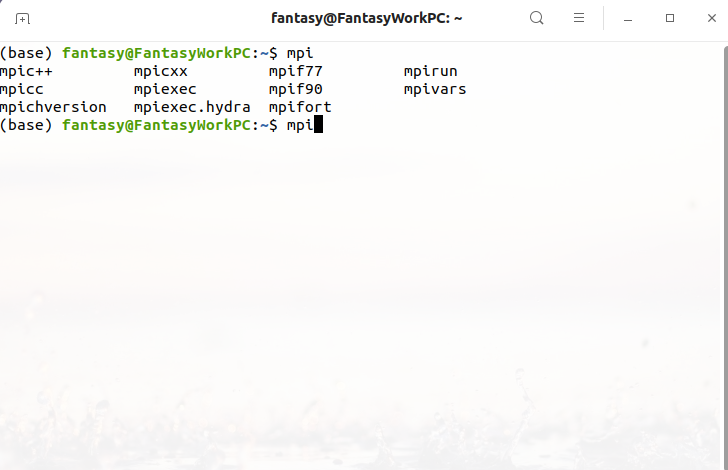 fantasy@FantasyWorkPC: ~
(base) fantasy@FantasyWorkPC:~$ mpi
mpic++ mpicxx mpif77 mpirun
mpicc mpiexec mpif90 mpivars
mpichversion mpiexec.hydra mpifort
(base) fantasy@FantasyWorkPC:~$ mpi